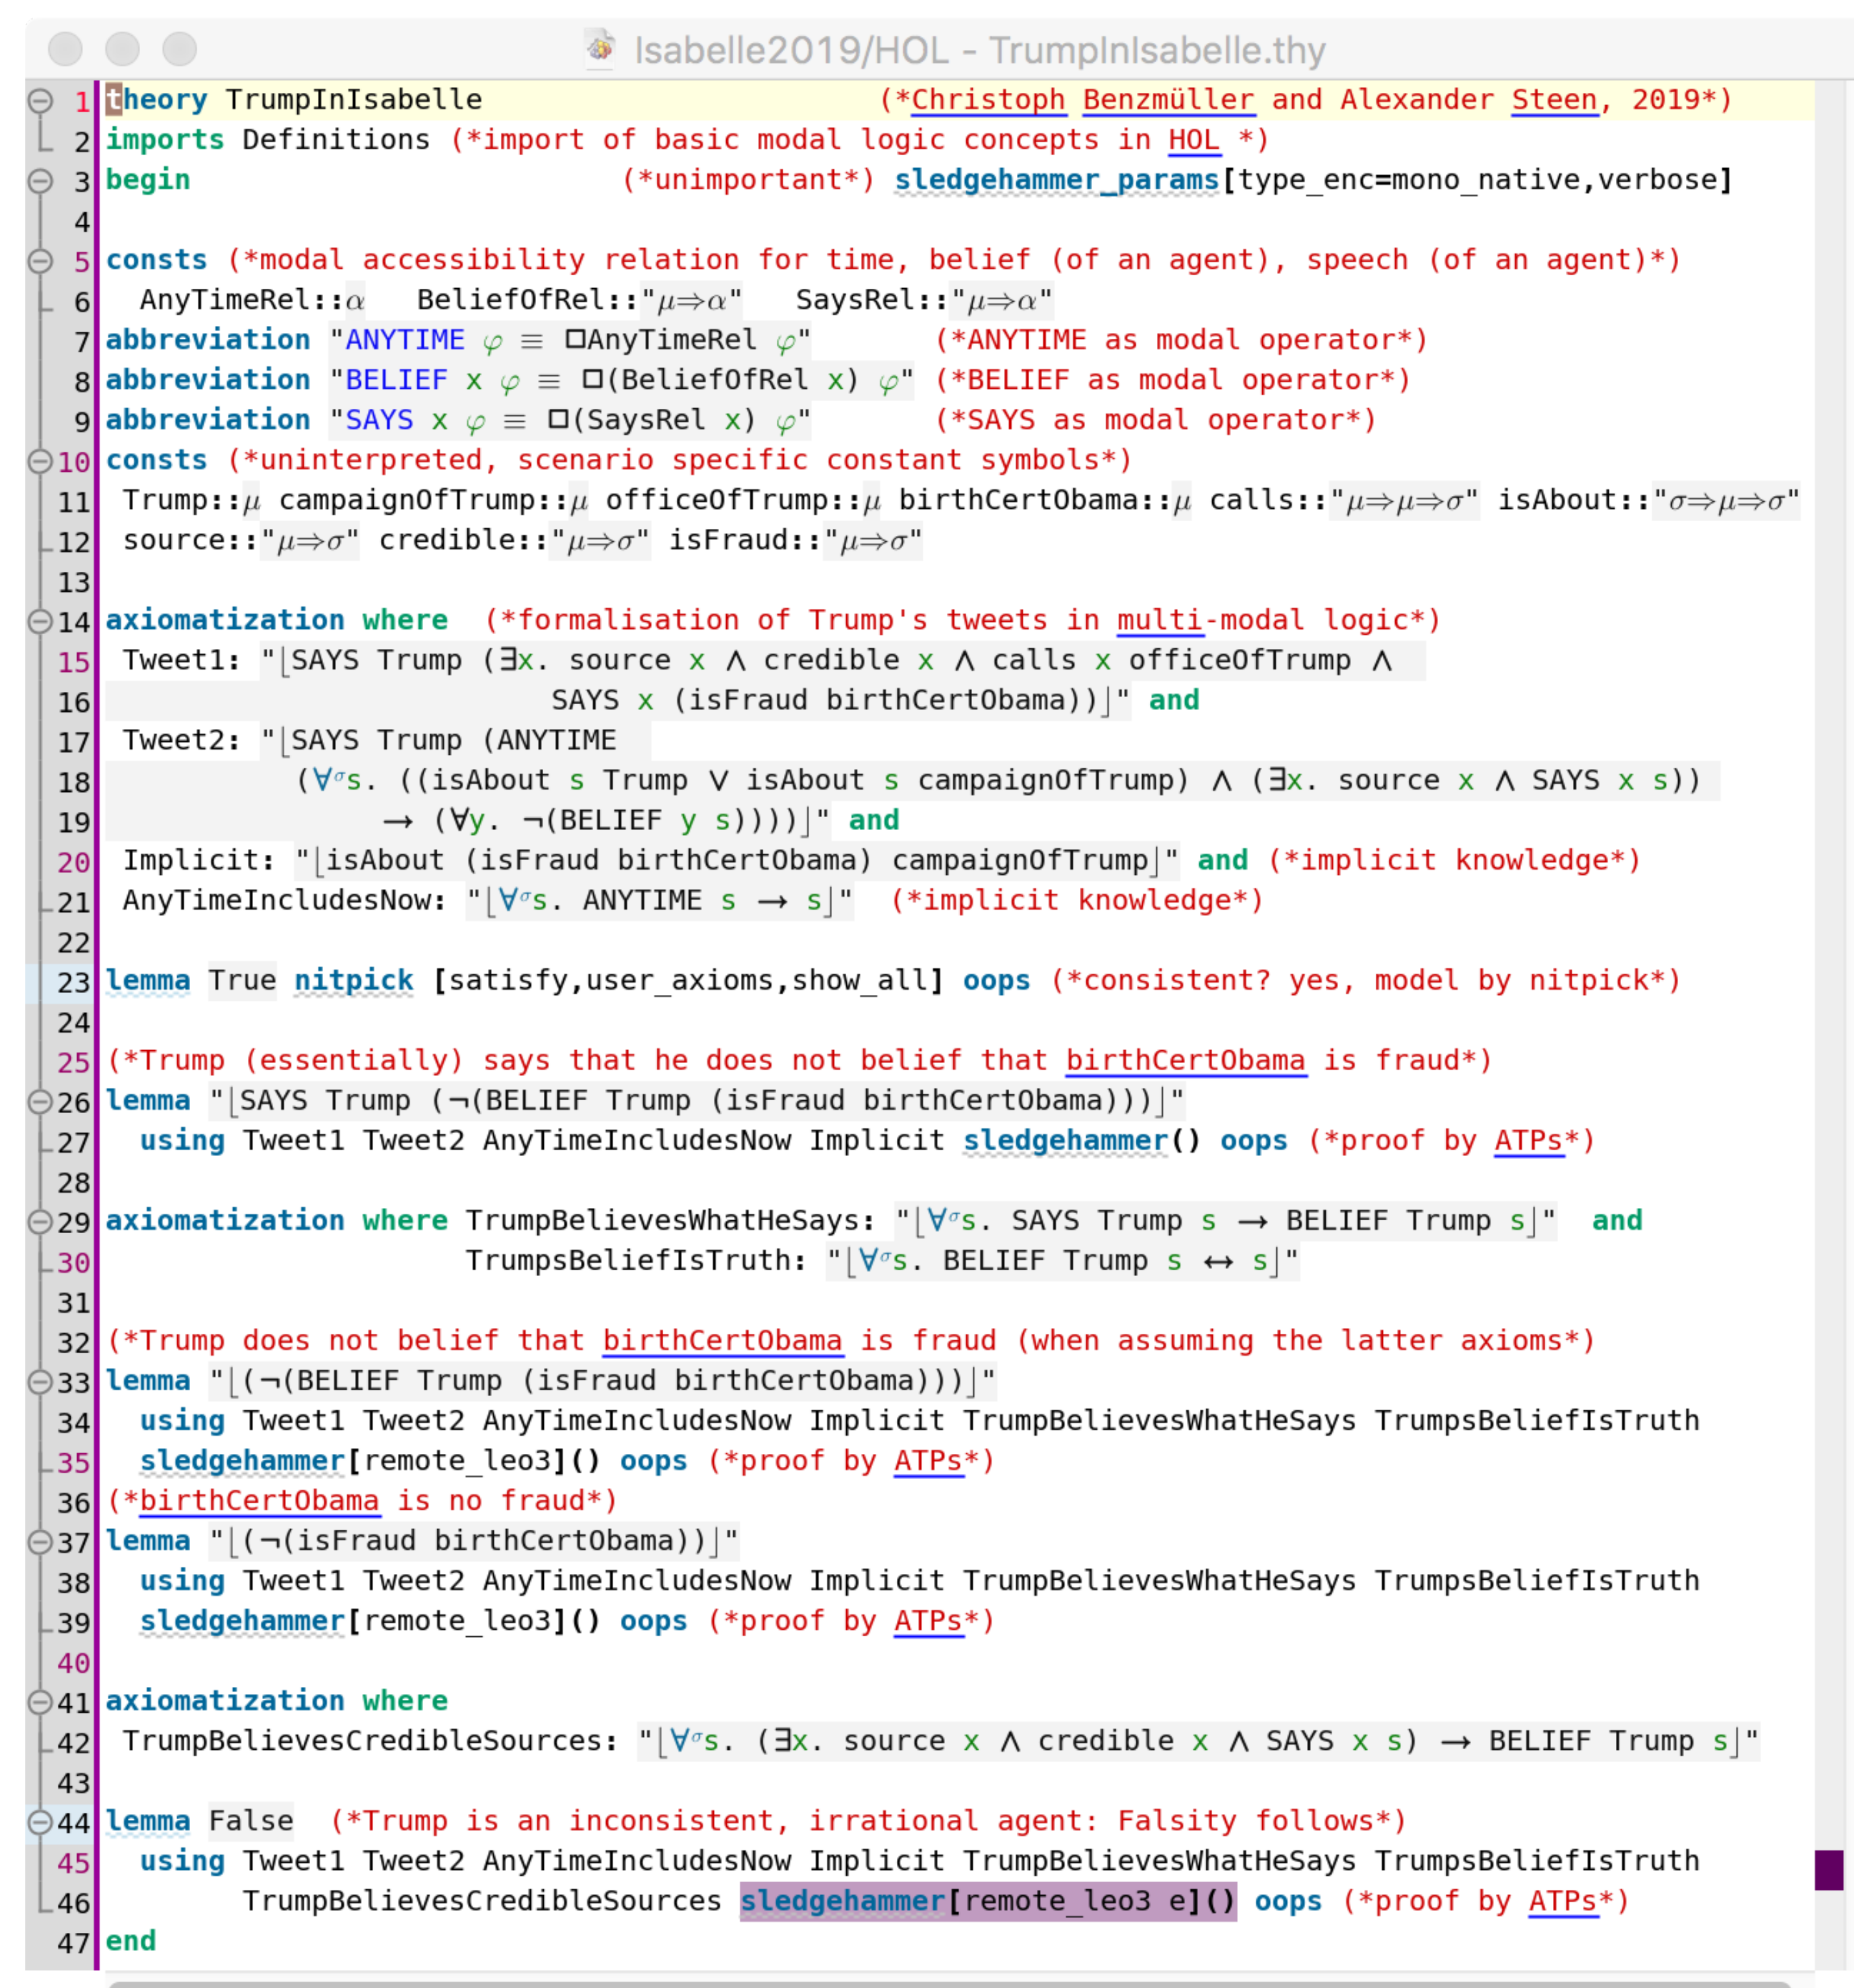 Isabelle2019/HOL - TrumpInIsabelle.thy
1 theory TrumpInIsabelle (*Christoph Benzmüller and Alexander Steen, 2019*)
2 imports Definitions (*import of basic modal logic concepts in HOL *)
3 begin (*unimportant*) sledgehammer_params[type_enc=mono_native,verbose]
4
5 consts (*modal accessibility relation for time, belief (of an agent), speech (of an agent)*)
6 AnyTimeRel::α BeliefOfRel::"μ⇒α" SaysRel::"μ⇒α"
7 abbreviation "ANYTIME φ ≡ □AnyTimeRel φ" (*ANYTIME as modal operator*)
8 abbreviation "BELIEF x φ ≡ □(BeliefOfRel x) φ" (*BELIEF as modal operator*)
9 abbreviation "SAYS x φ ≡ □(SaysRel x) φ" (*SAYS as modal operator*)
10 consts (*uninterpreted, scenario specific constant symbols*)
11 Trump::μ campaignOfTrump::μ officeOfTrump::μ birthCertObama::μ calls::"μ⇒μ⇒σ" isAbout::"σ⇒μ⇒σ"
12 source::"μ⇒σ" credible::"μ⇒σ" isFraud::"μ⇒σ"
13
14 axiomatization where (*formalisation of Trump's tweets in multi-modal logic*)
15 Tweet1: "⌊SAYS Trump (∃x. source x ∧ credible x ∧ calls x officeOfTrump ∧
16 SAYS x (isFraud birthCertObama))⌋" and
17 Tweet2: "⌊SAYS Trump (ANYTIME
18 (∀σs. ((isAbout s Trump ∨ isAbout s campaignOfTrump) ∧ (∃x. source x ∧ SAYS x s))
19 → (∀y. ¬(BELIEF y s))))⌋" and
20 Implicit: "⌊isAbout (isFraud birthCertObama) campaignOfTrump⌋" and (*implicit knowledge*)
21 AnyTimeIncludesNow: "⌊∀σs. ANYTIME s → s⌋" (*implicit knowledge*)
22
23 lemma True nitpick [satisfy,user_axioms,show_all] oops (*consistent? yes, model by nitpick*)
24
25 (*Trump (essentially) says that he does not belief that birthCertObama is fraud*)
26 lemma "⌊SAYS Trump (¬(BELIEF Trump (isFraud birthCertObama)))⌋"
27 using Tweet1 Tweet2 AnyTimeIncludesNow Implicit sledgehammer() oops (*proof by ATPs*)
28
29 axiomatization where TrumpBelievesWhatHeSays: "⌊∀σs. SAYS Trump s → BELIEF Trump s⌋" and
30 TrumpsBeliefIsTruth: "⌊∀σs. BELIEF Trump s ↔ s⌋"
31
32 (*Trump does not belief that birthCertObama is fraud (when assuming the latter axioms*)
33 lemma "⌊(¬(BELIEF Trump (isFraud birthCertObama)))⌋"
34 using Tweet1 Tweet2 AnyTimeIncludesNow Implicit TrumpBelievesWhatHeSays TrumpsBeliefIsTruth
35 sledgehammer[remote_leo3]() oops (*proof by ATPs*)
36 (*birthCertObama is no fraud*)
37 lemma "⌊(¬(isFraud birthCertObama))⌋"
38 using Tweet1 Tweet2 AnyTimeIncludesNow Implicit TrumpBelievesWhatHeSays TrumpsBeliefIsTruth
39 sledgehammer[remote_leo3]() oops (*proof by ATPs*)
40
41 axiomatization where
42 TrumpBelievesCredibleSources: "⌊∀σs. (∃x. source x ∧ credible x ∧ SAYS x s) → BELIEF Trump s⌋"
43
44 lemma False (*Trump is an inconsistent, irrational agent: Falsity follows*)
45 using Tweet1 Tweet2 AnyTimeIncludesNow Implicit TrumpBelievesWhatHeSays TrumpsBeliefIsTruth
46 TrumpBelievesCredibleSources sledgehammer[remote_leo3 e]() oops (*proof by ATPs*)
47 end